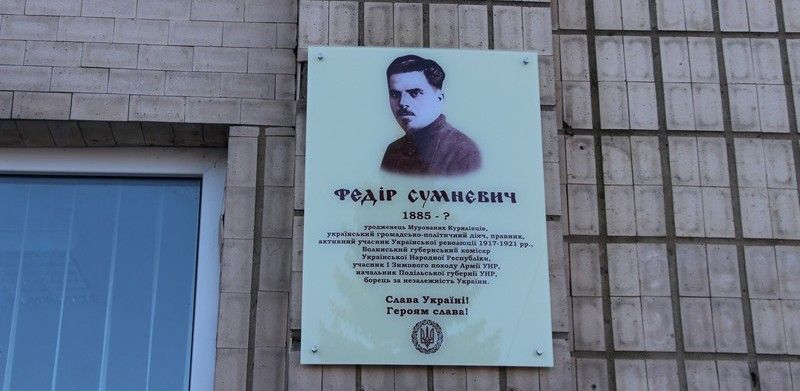 ФЕДІР СУМНЕВИЧ
1885 - ?
уродженець Мурованих Курилівців,
український громадсько-політичний діяч, правник,
активний учасник Української революції 1917-1921 рр.,
Волинський губернський комісар
Української Народної Республіки,
учасник І Зимового походу Армії УНР,
начальник Подільської губернії УНР,
борець за незалежність України.
Слава Україні!
Героям слава!